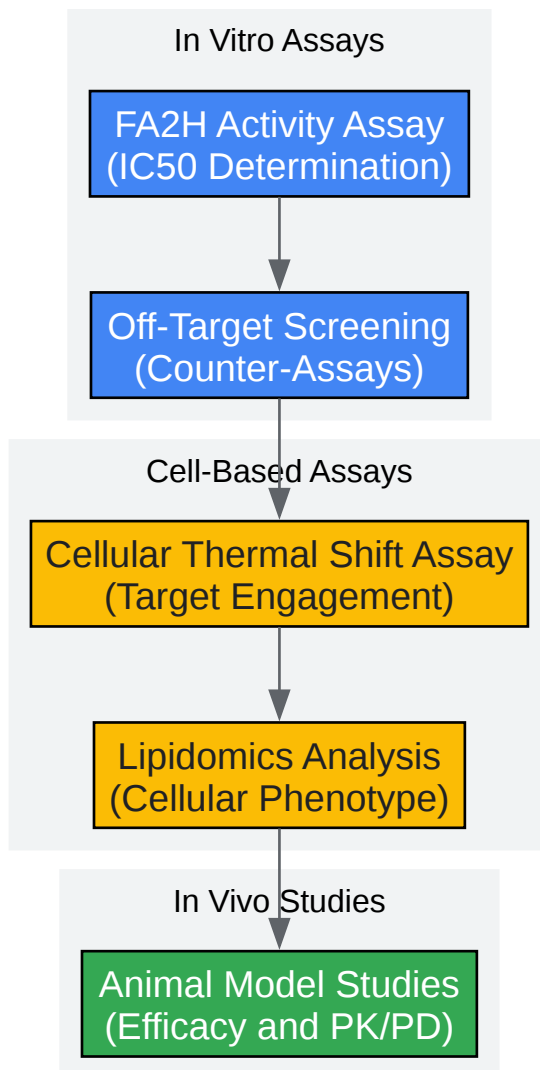 In Vitro Assays
FA2H Activity Assay
(IC50 Determination)
Off-Target Screening
(Counter-Assays)
Cell-Based Assays
Cellular Thermal Shift Assay
(Target Engagement)
Lipidomics Analysis
(Cellular Phenotype)
In Vivo Studies
Animal Model Studies
(Efficacy and PK/PD)